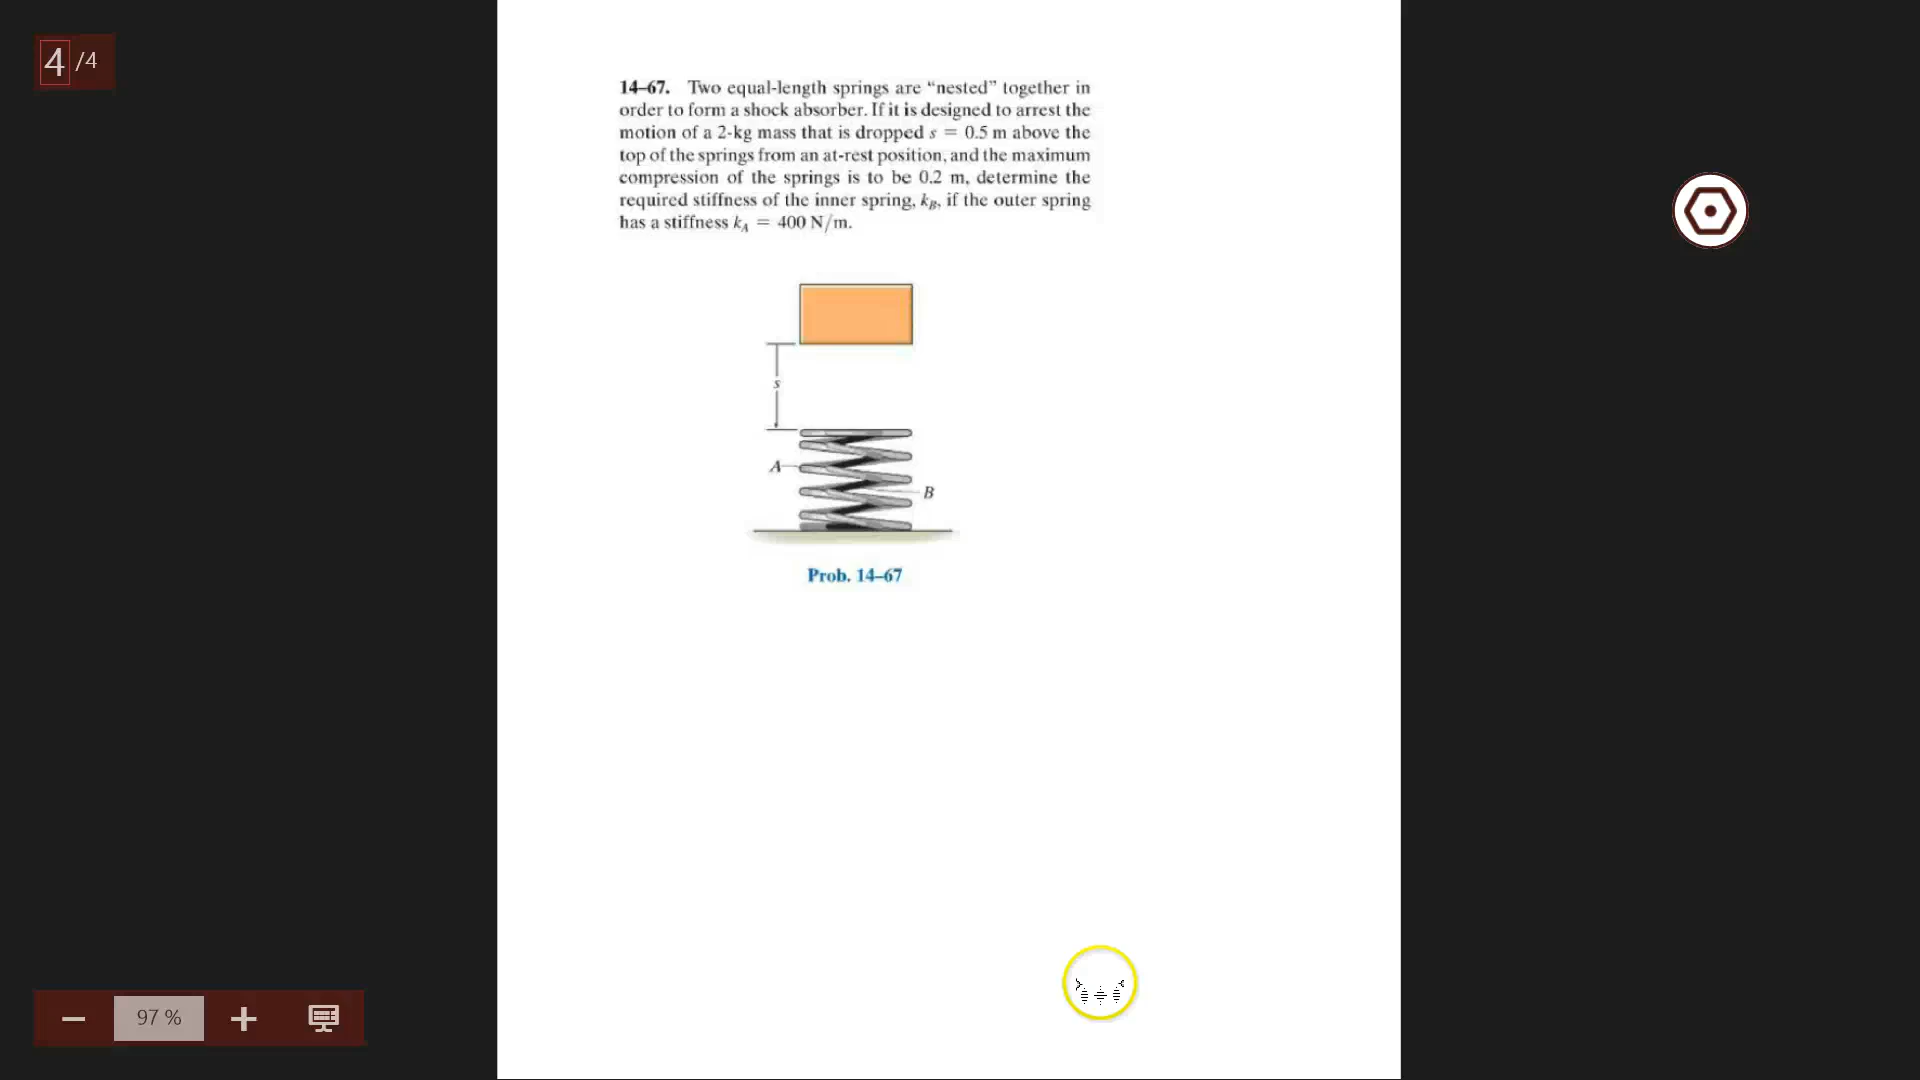 4 /4
14–67. Two equal-length springs are “nested” together in
order to form a shock absorber. If it is designed to arrest the
motion of a 2-kg mass that is dropped s = 0.5 m above the
top of the springs from an at-rest position, and the maximum
compression of the springs is to be 0.2 m, determine the
required stiffness of the inner spring, kB, if the outer spring
has a stiffness kA = 400 N/m.
s
A
B
Prob. 14–67
97 %